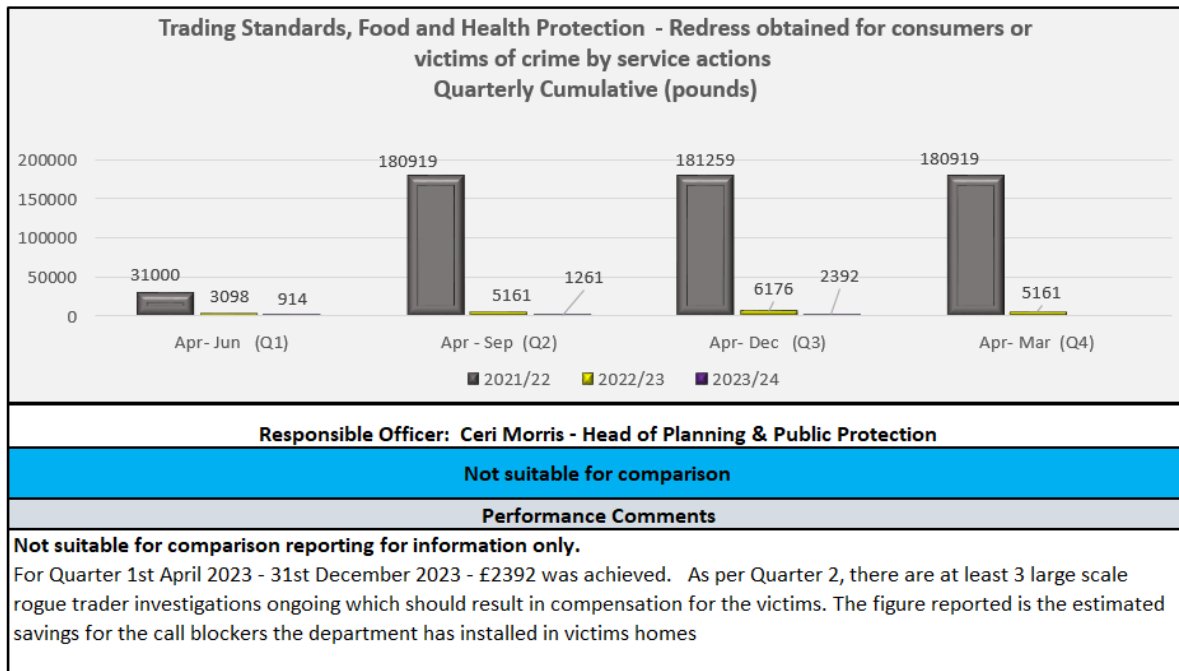 Trading Standards, Food and Health Protection - Redress obtained for consumers or
victims of crime by service actions
Quarterly Cumulative (pounds)
200000
150000
100000
50000
0
31000
3098
914
180919
5161
1261
181259
6176
2392
180919
5161
Apr- Jun (Q1)
Apr - Sep (Q2)
Apr- Dec (Q3)
Apr- Mar (Q4)
2021/22
2022/23
2023/24
Responsible Officer: Ceri Morris - Head of Planning & Public Protection
Not suitable for comparison
Performance Comments
Not suitable for comparison reporting for information only.
For Quarter 1st April 2023 - 31st December 2023 - £2392 was achieved. As per Quarter 2, there are at least 3 large scale
rogue trader investigations ongoing which should result in compensation for the victims. The figure reported is the estimated
savings for the call blockers the department has installed in victims homes